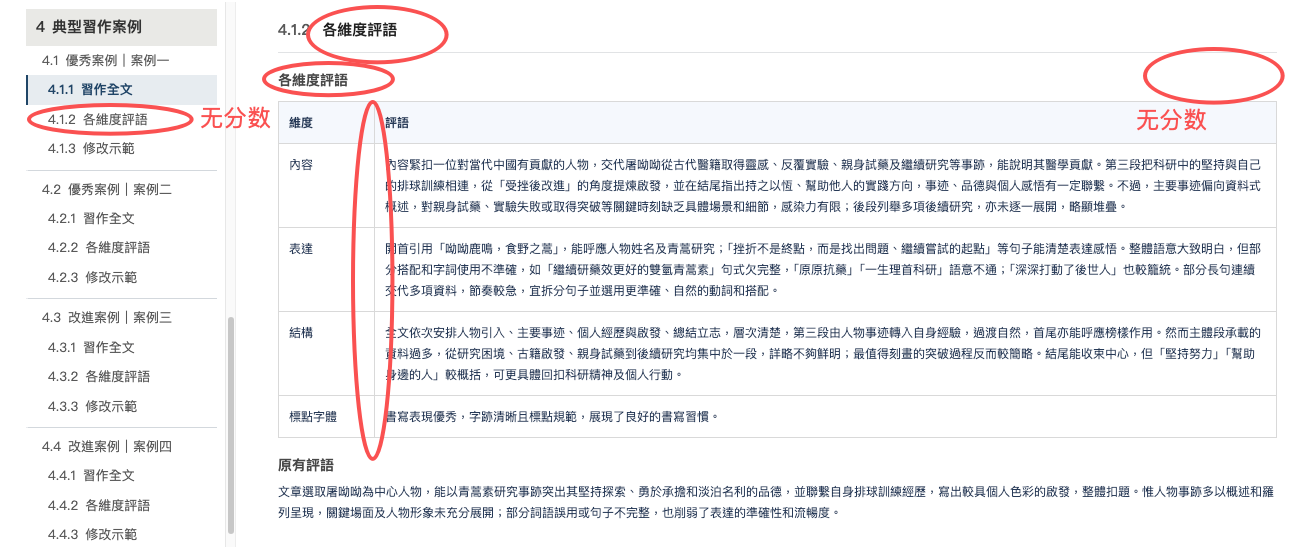 4 典型習作案例
4.1 優秀案例｜案例一
4.1.1 習作全文
4.1.2 各維度評語
无分数
4.1.3 修改示範
4.2 優秀案例｜案例二
4.2.1 習作全文
4.2.2 各維度評語
4.2.3 修改示範
4.3 改進案例｜案例三
4.3.1 習作全文
4.3.2 各維度評語
4.3.3 修改示範
4.4 改進案例｜案例四
4.4.1 習作全文
4.4.2 各維度評語
4.4.3 修改示範
4.1.2 各維度評語
各維度評語
无分数
維度 評語
內容 內容緊扣一位對當代中國有貢獻的人物，交代屠呦呦從古代醫籍取得靈感、反覆實驗、親身試藥及繼續研究等事跡，能說明其醫學貢獻。第三段把科研中的堅持與自己
的排球訓練相連，從「受挫後改進」的角度提煉啟發，並在結尾指出持之以恆、幫助他人的實踐方向，事迹、品德與個人感悟有一定聯繫。不過，主要事迹偏向資料式
概述，對親身試藥、實驗失敗或取得突破等關鍵時刻缺乏具體場景和細節，感染力有限；後段列舉多項後續研究，亦未逐一展開，略顯堆疊。
表達 開首引用「呦呦鹿鳴，食野之蒿」，能呼應人物姓名及青蒿研究；「挫折不是終點，而是找出問題、繼續嘗試的起點」等句子能清楚表達感悟。整體語意大致明白，但部
分搭配和字詞使用不準確，如「繼續研藥效更好的雙氫青蒿素」句式欠完整，「原原抗藥」「一生理首科研」語意不通；「深深打動了後世人」也較籠統。部分長句連續
交代多項資料，節奏較急，宜拆分句子並選用更準確、自然的動詞和搭配。
結構 全文依次安排人物引入、主要事迹、個人經歷與啟發、總結立志，層次清楚，第三段由人物事迹轉入自身經驗，過渡自然，首尾亦能呼應榜樣作用。然而主體段承載的
資料過多，從研究困境、古籍啟發、親身試藥到後續研究均集中於一段，詳略不夠鮮明；最值得刻畫的突破過程反而較簡略。結尾能收束中心，但「堅持努力」「幫助
身邊的人」較概括，可更具體回扣科研精神及個人行動。
標點字體 書寫表現優秀，字跡清晰且標點規範，展現了良好的書寫習慣。
原有評語
文章選取屠呦呦為中心人物，能以青蒿素研究事跡突出其堅持探索、勇於承擔和淡泊名利的品德，並聯繫自身排球訓練經歷，寫出較具個人色彩的啟發，整體扣題。惟人物事跡多以概述和羅
列呈現，關鍵場面及人物形象未充分展開；部分詞語誤用或句子不完整，也削弱了表達的準確性和流暢度。